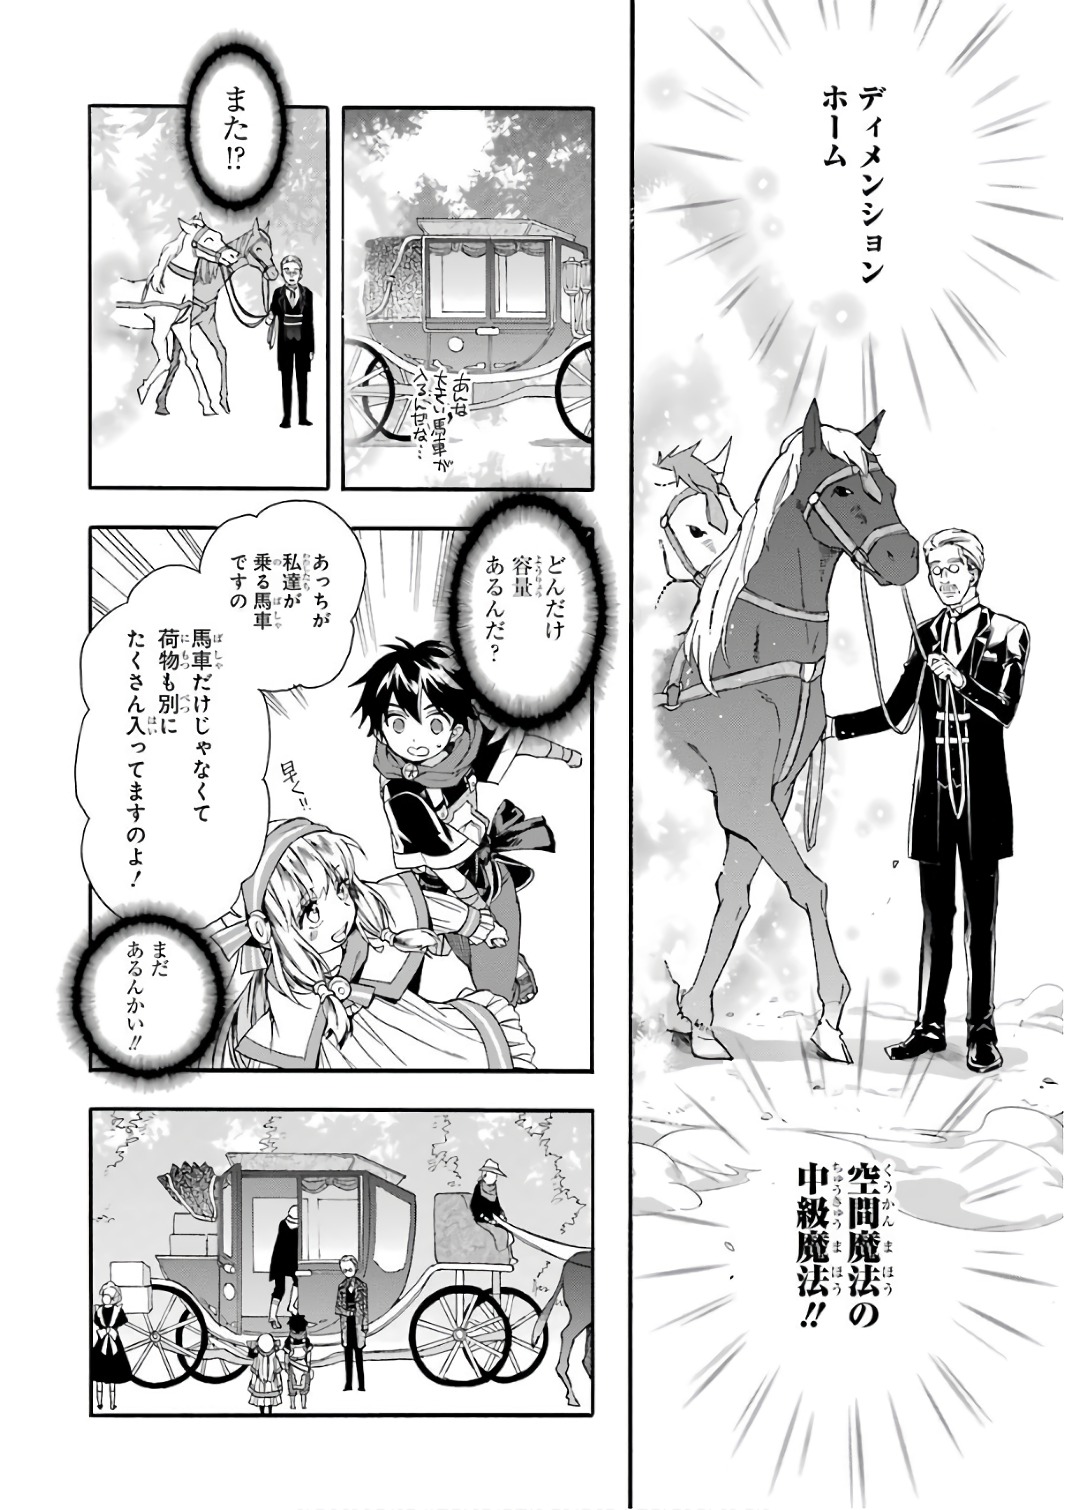 ディメンション
ホーム
空間魔法の
中級魔法!!
あんな
大きい馬車が
入るんだな…
また!?
どんだけ
容量
あるんだ?
あっちが
私達が
乗る馬車
ですの
馬車だけじゃなくて
荷物も別に
たくさん入ってますのよ!
早く!!
まだ
あるんかい!!